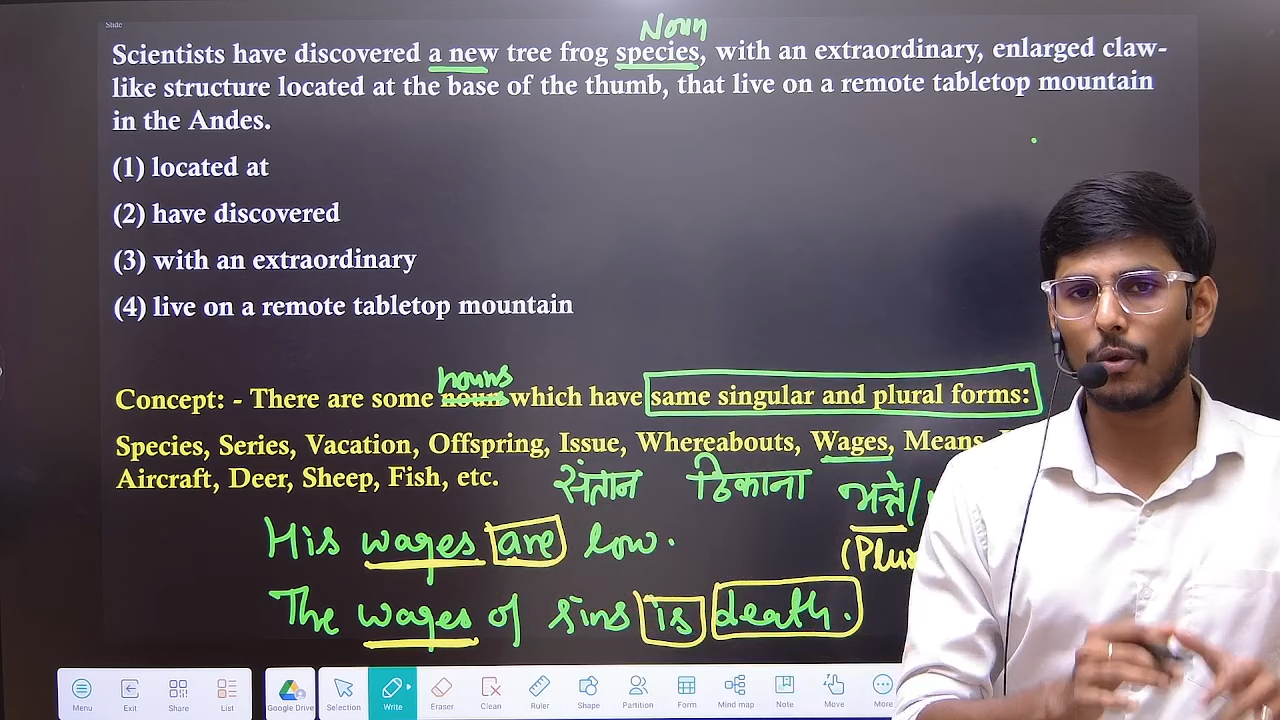 Slide
Noun
Scientists have discovered a new tree frog species, with an extraordinary, enlarged claw-
like structure located at the base of the thumb, that live on a remote tabletop mountain
in the Andes.
(1) located at
(2) have discovered
(3) with an extraordinary
(4) live on a remote tabletop mountain
nouns
Concept: - There are some noun which have same singular and plural forms:
Species, Series, Vacation, Offspring, Issue, Whereabouts, Wages, Means,
Aircraft, Deer, Sheep, Fish, etc.
संतान ठिकाना भत्ते/
His wages are low.
(Plu
The wages of sins is death.
Menu Exit Share List Google Drive Selection Write Eraser Clean Ruler Shape Partition Form Mind map Note Move More